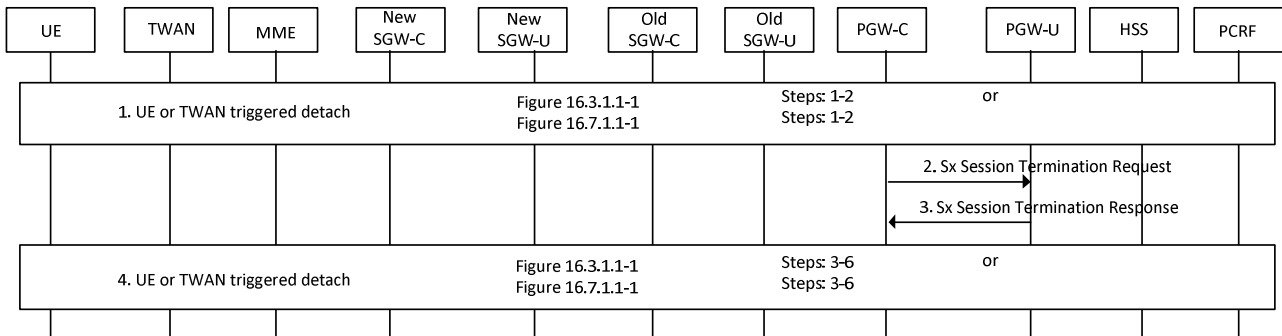 UE
TWAN
MME
New
SGW-C
New
SGW-U
Old
SGW-C
Old
SGW-U
PGW-C
PGW-U
HSS
PCRF
1. UE or TWAN triggered detach
Figure 16.3.1.1-1
Steps: 1-2
or
Figure 16.7.1.1-1
Steps: 1-2
2. Sx Session Termination Request
3. Sx Session Termination Response
4. UE or TWAN triggered detach
Figure 16.3.1.1-1
Steps: 3-6
or
Figure 16.7.1.1-1
Steps: 3-6